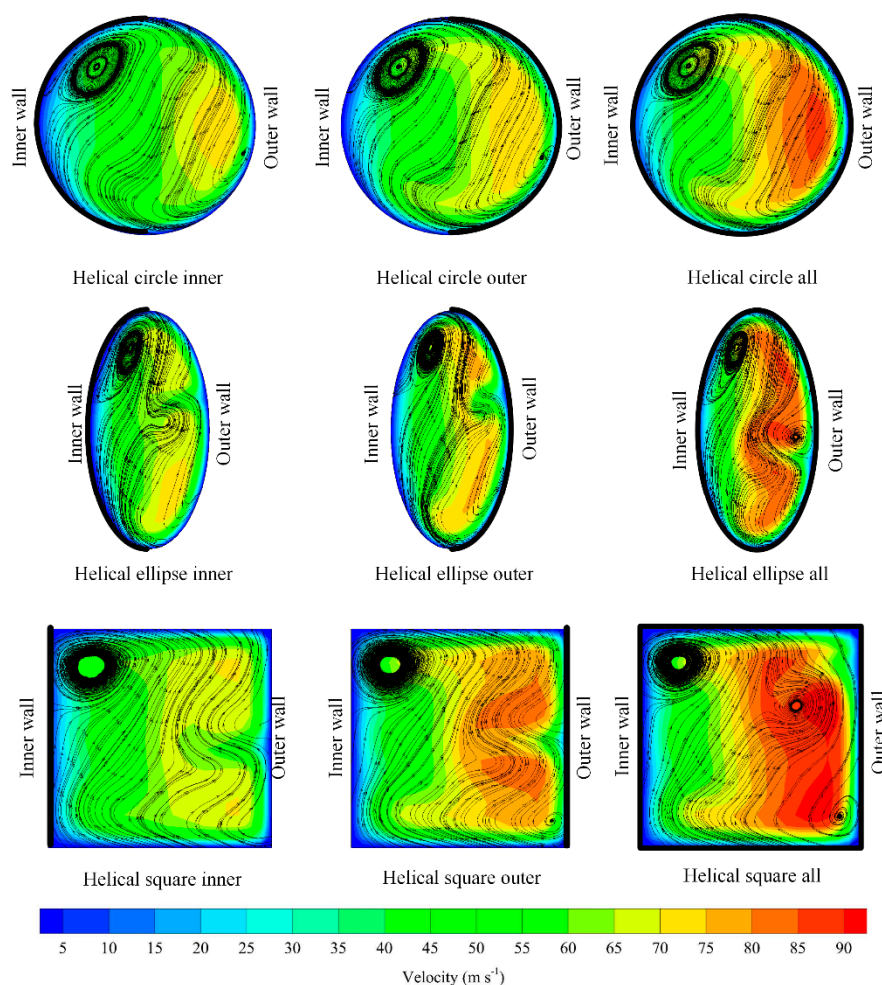 Inner wall
Outer wall
Inner wall
Outer wall
Inner wall
Outer wall
Helical circle inner
Helical circle outer
Helical circle all
Inner wall
Outer wall
Inner wall
Outer wall
Inner wall
Outer wall
Helical ellipse inner
Helical ellipse outer
Helical ellipse all
Inner wall
Outer wall
Inner wall
Outer wall
Inner wall
Outer wall
Helical square inner
Helical square outer
Helical square all
5 10 15 20 25 30 35 40 45 50 55 60 65 70 75 80 85 90
Velocity (m s⁻¹)